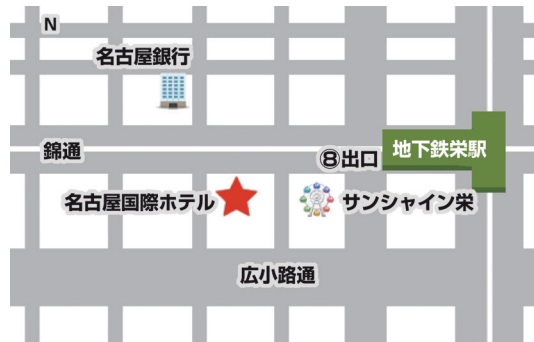 N
名古屋銀行
錦通
⑧出口
地下鉄栄駅
名古屋国際ホテル
サンシャイン栄
広小路通